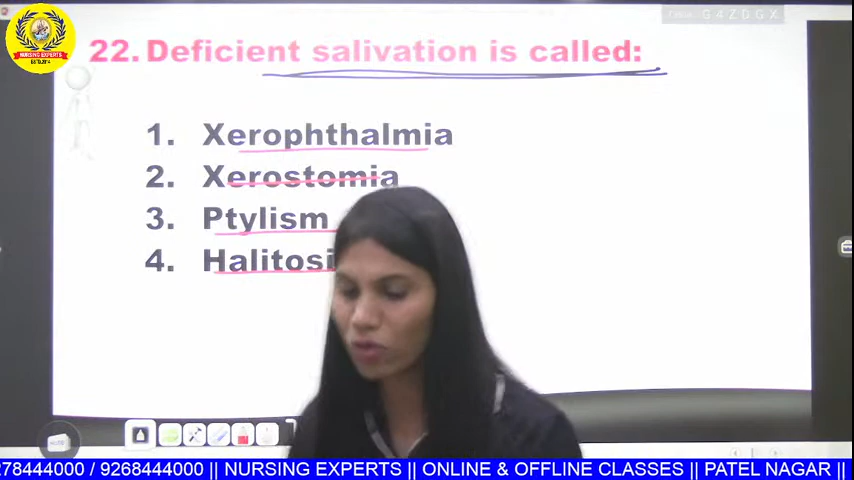 NURSING EXPERTS
22. Deficient salivation is called:
1. Xerophthalmia
2. Xerostomia
3. Ptylism
4. Halitosi
278444000 / 9268444000 || NURSING EXPERTS || ONLINE & OFFLINE CLASSES || PATEL NAGAR ||